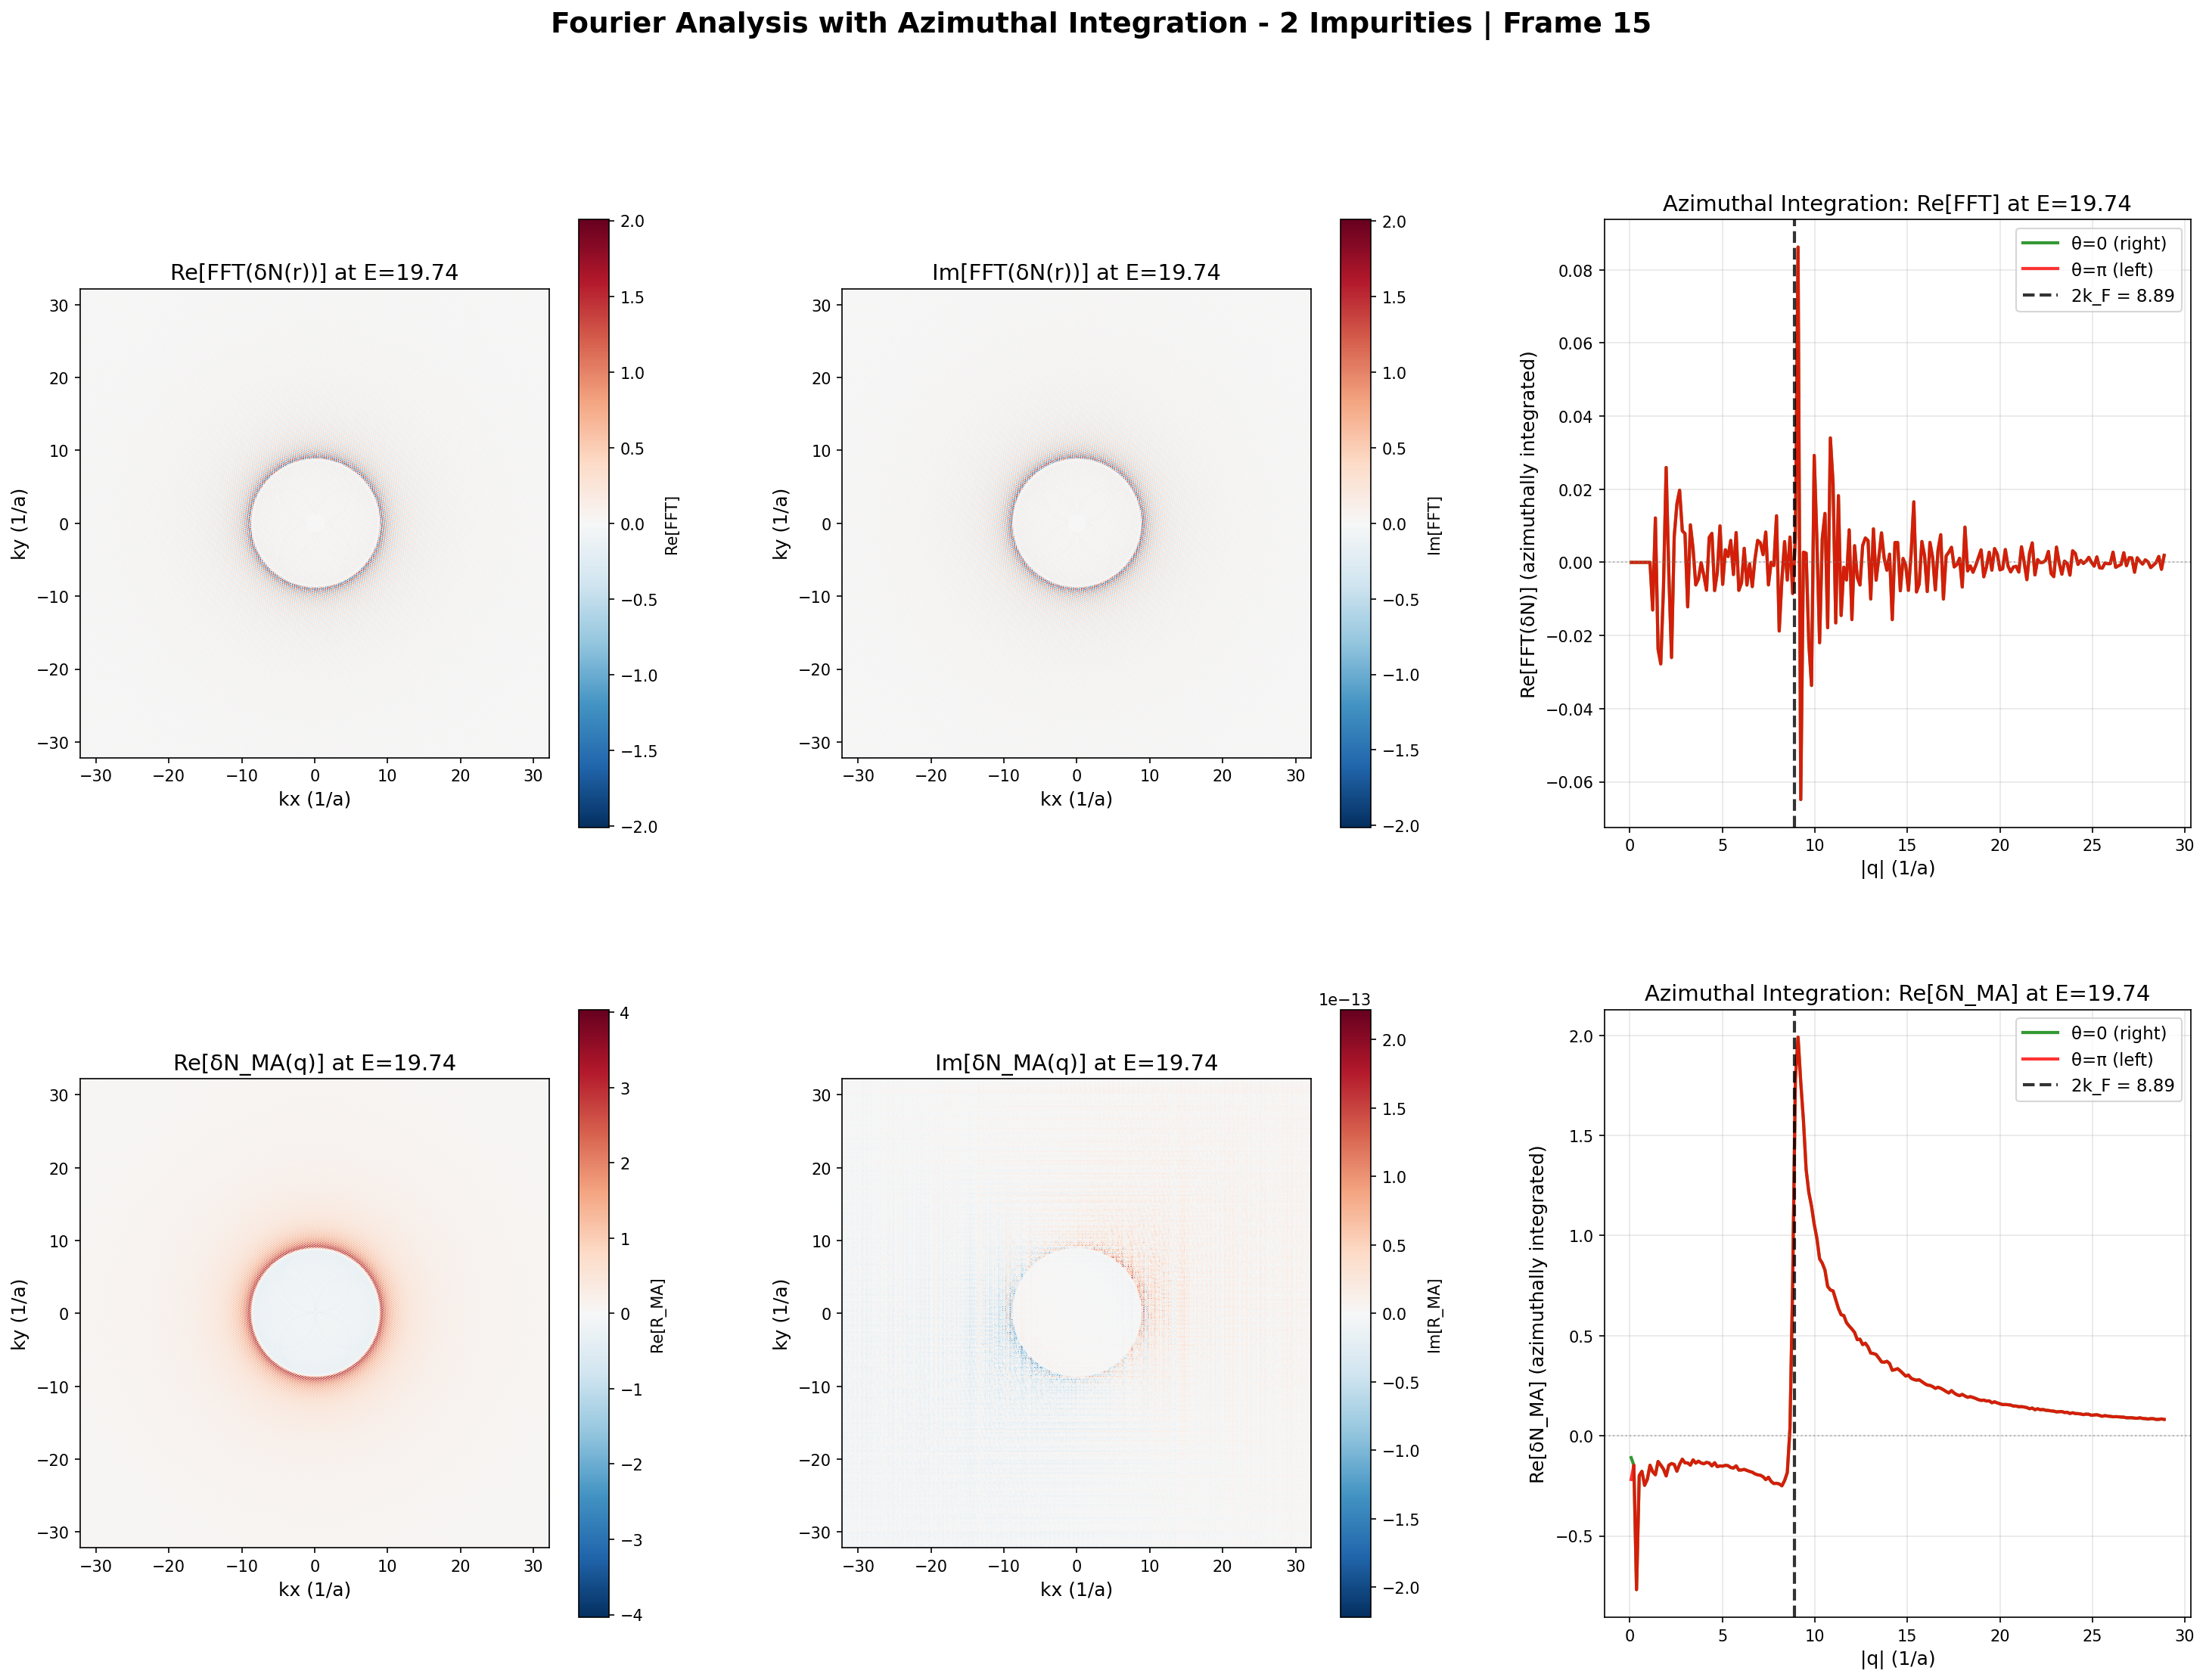 Fourier Analysis with Azimuthal Integration - 2 Impurities | Frame 15
Re[FFT(δN(r))] at E=19.74
ky (1/a)
30
20
10
0
−10
−20
−30
−30 −20 −10 0 10 20 30
kx (1/a)
2.0
1.5
1.0
0.5
0.0
−0.5
−1.0
−1.5
−2.0
Re[FFT]
Im[FFT(δN(r))] at E=19.74
ky (1/a)
30
20
10
0
−10
−20
−30
−30 −20 −10 0 10 20 30
kx (1/a)
2.0
1.5
1.0
0.5
0.0
−0.5
−1.0
−1.5
−2.0
Im[FFT]
Azimuthal Integration: Re[FFT] at E=19.74
Re[FFT(δN)] (azimuthally integrated)
0.08
0.06
0.04
0.02
0.00
−0.02
−0.04
−0.06
0 5 10 15 20 25 30
|q| (1/a)
θ=0 (right)
θ=π (left)
2k_F = 8.89
Re[δN_MA(q)] at E=19.74
ky (1/a)
30
20
10
0
−10
−20
−30
−30 −20 −10 0 10 20 30
kx (1/a)
4
3
2
1
0
−1
−2
−3
−4
Re[R_MA]
Im[δN_MA(q)] at E=19.74
ky (1/a)
30
20
10
0
−10
−20
−30
−30 −20 −10 0 10 20 30
kx (1/a)
1e−13
2.0
1.5
1.0
0.5
0.0
−0.5
−1.0
−1.5
−2.0
Im[R_MA]
Azimuthal Integration: Re[δN_MA] at E=19.74
Re[δN_MA] (azimuthally integrated)
2.0
1.5
1.0
0.5
0.0
−0.5
0 5 10 15 20 25 30
|q| (1/a)
θ=0 (right)
θ=π (left)
2k_F = 8.89